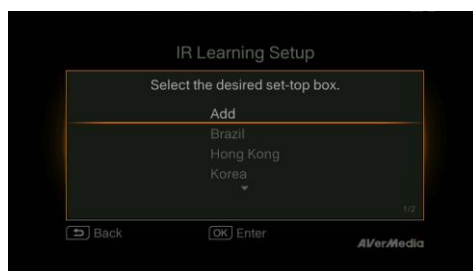 IR Learning Setup
Select the desired set-top box.
Add
Brazil
Hong Kong
Korea
1/2
Back OK Enter
AVerMedia